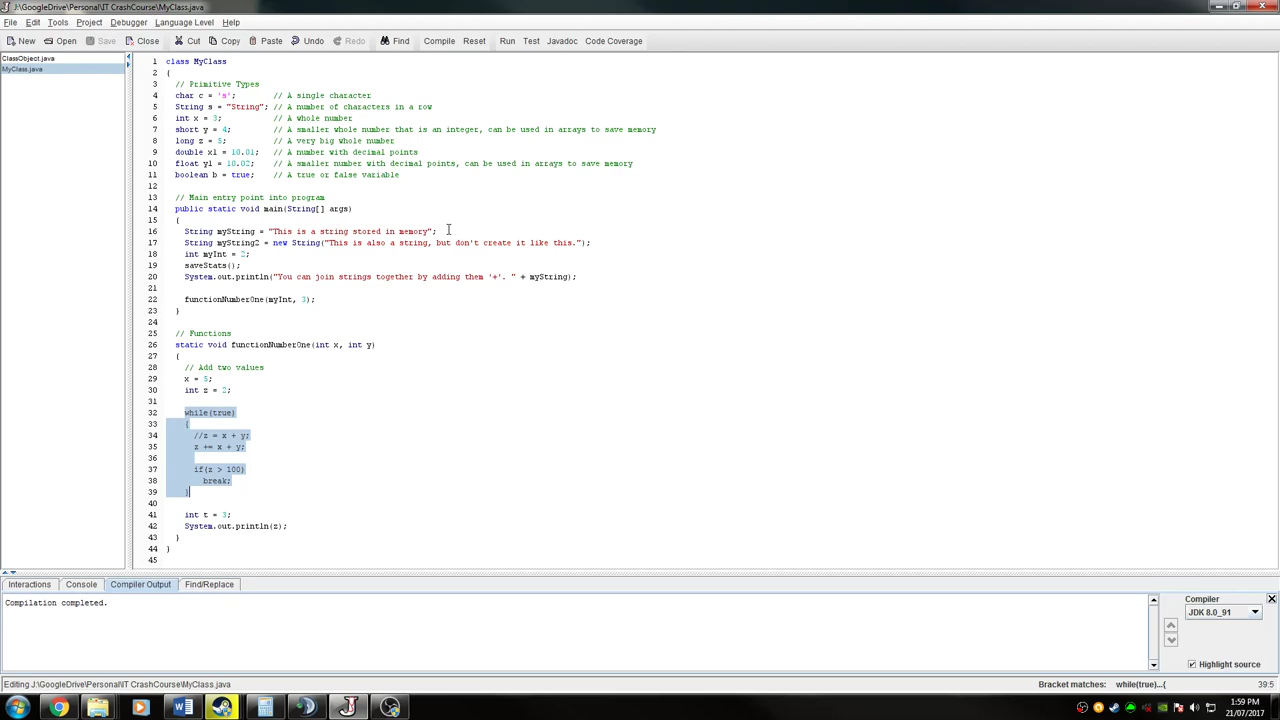 J:\GoogleDrive\Personal\IT CrashCourse\MyClass.java
File Edit Tools Project Debugger Language Level Help
New Open Save Close Cut Copy Paste Undo Redo Find Compile Reset Run Test Javadoc Code Coverage
ClassObject.java
MyClass.java
1 class MyClass
2 {
3 // Primitive Types
4 char c = 's'; // A single character
5 String s = "String"; // A number of characters in a row
6 int x = 3; // A whole number
7 short y = 4; // A smaller whole number that is an integer, can be used in arrays to save memory
8 long z = 5; // A very big whole number
9 double x1 = 10.01; // A number with decimal points
10 float y1 = 10.02; // A smaller number with decimal points, can be used in arrays to save memory
11 boolean b = true; // A true or false variable
12
13 // Main entry point into program
14 public static void main(String[] args)
15 {
16 String myString = "This is a string stored in memory";
17 String myString2 = new String("This is also a string, but don't create it like this.");
18 int myInt = 2;
19 saveStats();
20 System.out.println("You can join strings together by adding them '+'. " + myString);
21
22 functionNumberOne(myInt, 3);
23 }
24
25 // Functions
26 static void functionNumberOne(int x, int y)
27 {
28 // Add two values
29 x = 5;
30 int z = 2;
31
32 while(true)
33 {
34 //z = x + y;
35 z += x + y;
36
37 if(z > 100)
38 break;
39 }
40
41 int t = 3;
42 System.out.println(z);
43 }
44 }
45
Interactions Console Compiler Output Find/Replace
Compilation completed.
Compiler
JDK 8.0_91
Highlight source
Editing J:\GoogleDrive\Personal\IT CrashCourse\MyClass.java Bracket matches: while(true)...{ 39:5
1:59 PM
21/07/2017